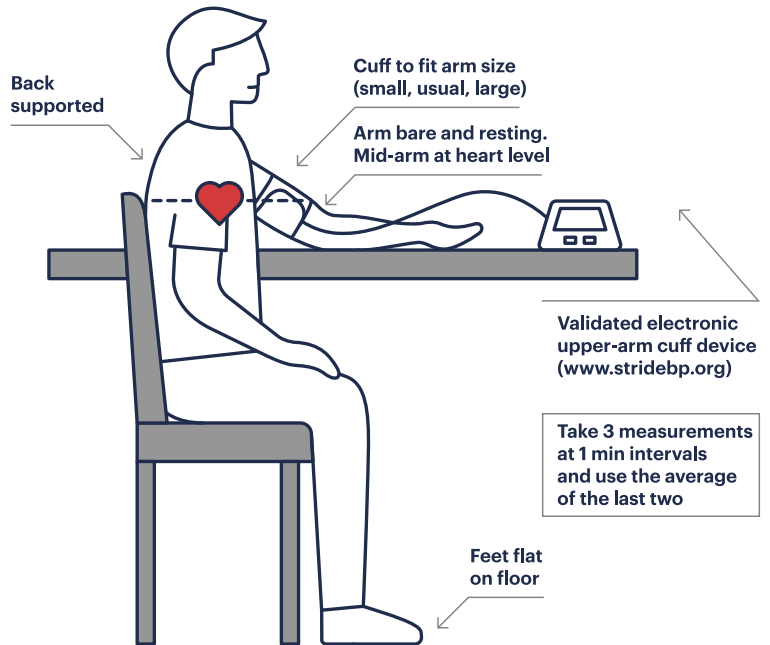 Back
supported
Cuff to fit arm size
(small, usual, large)
Arm bare and resting.
Mid-arm at heart level
Validated electronic
upper-arm cuff device
(www.stridebp.org)
Take 3 measurements
at 1 min intervals
and use the average
of the last two
Feet flat
on floor